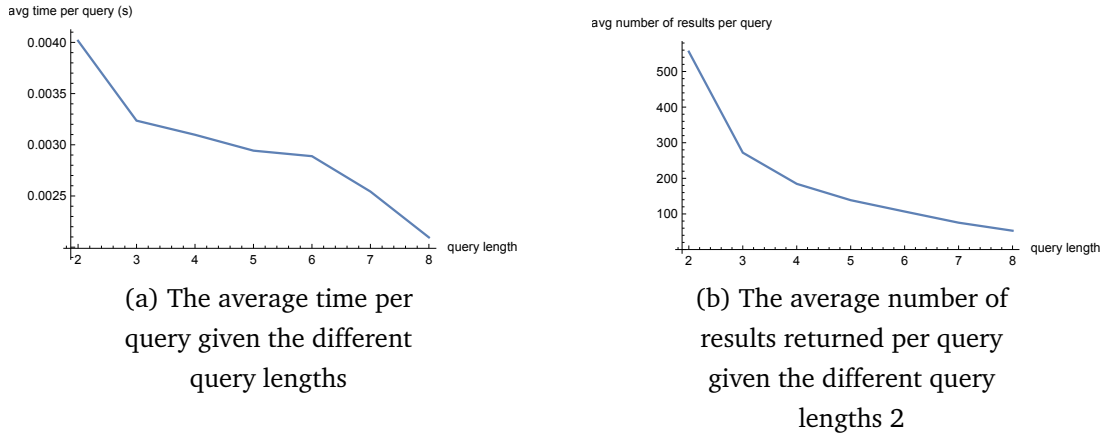 avg time per query (s)
0.0040
0.0035
0.0030
0.0025
2 3 4 5 6 7 8
query length
(a) The average time per
query given the different
query lengths
avg number of results per query
500
400
300
200
100
2 3 4 5 6 7 8
query length
(b) The average number of
results returned per query
given the different query
lengths 2